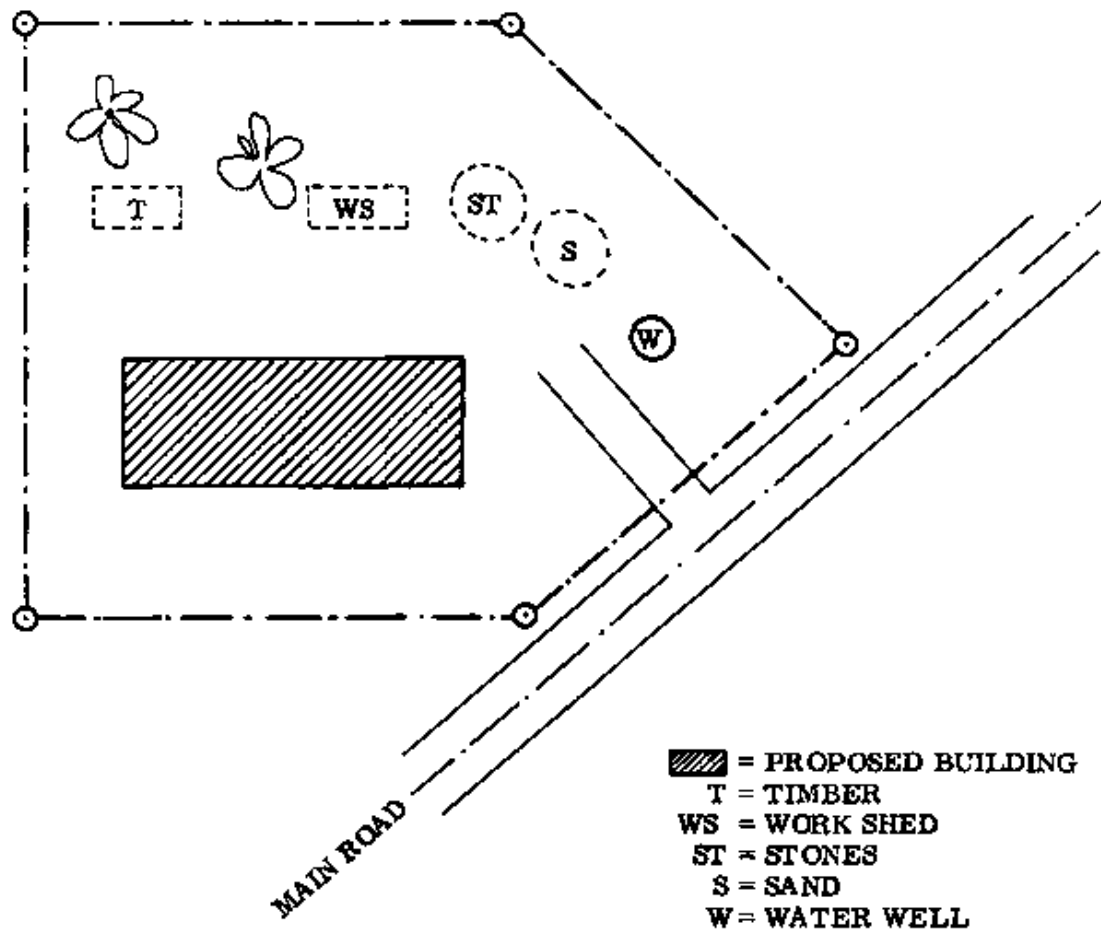 T
WS
ST
S
W
MAIN ROAD
= PROPOSED BUILDING
T = TIMBER
WS = WORK SHED
ST = STONES
S = SAND
W = WATER WELL